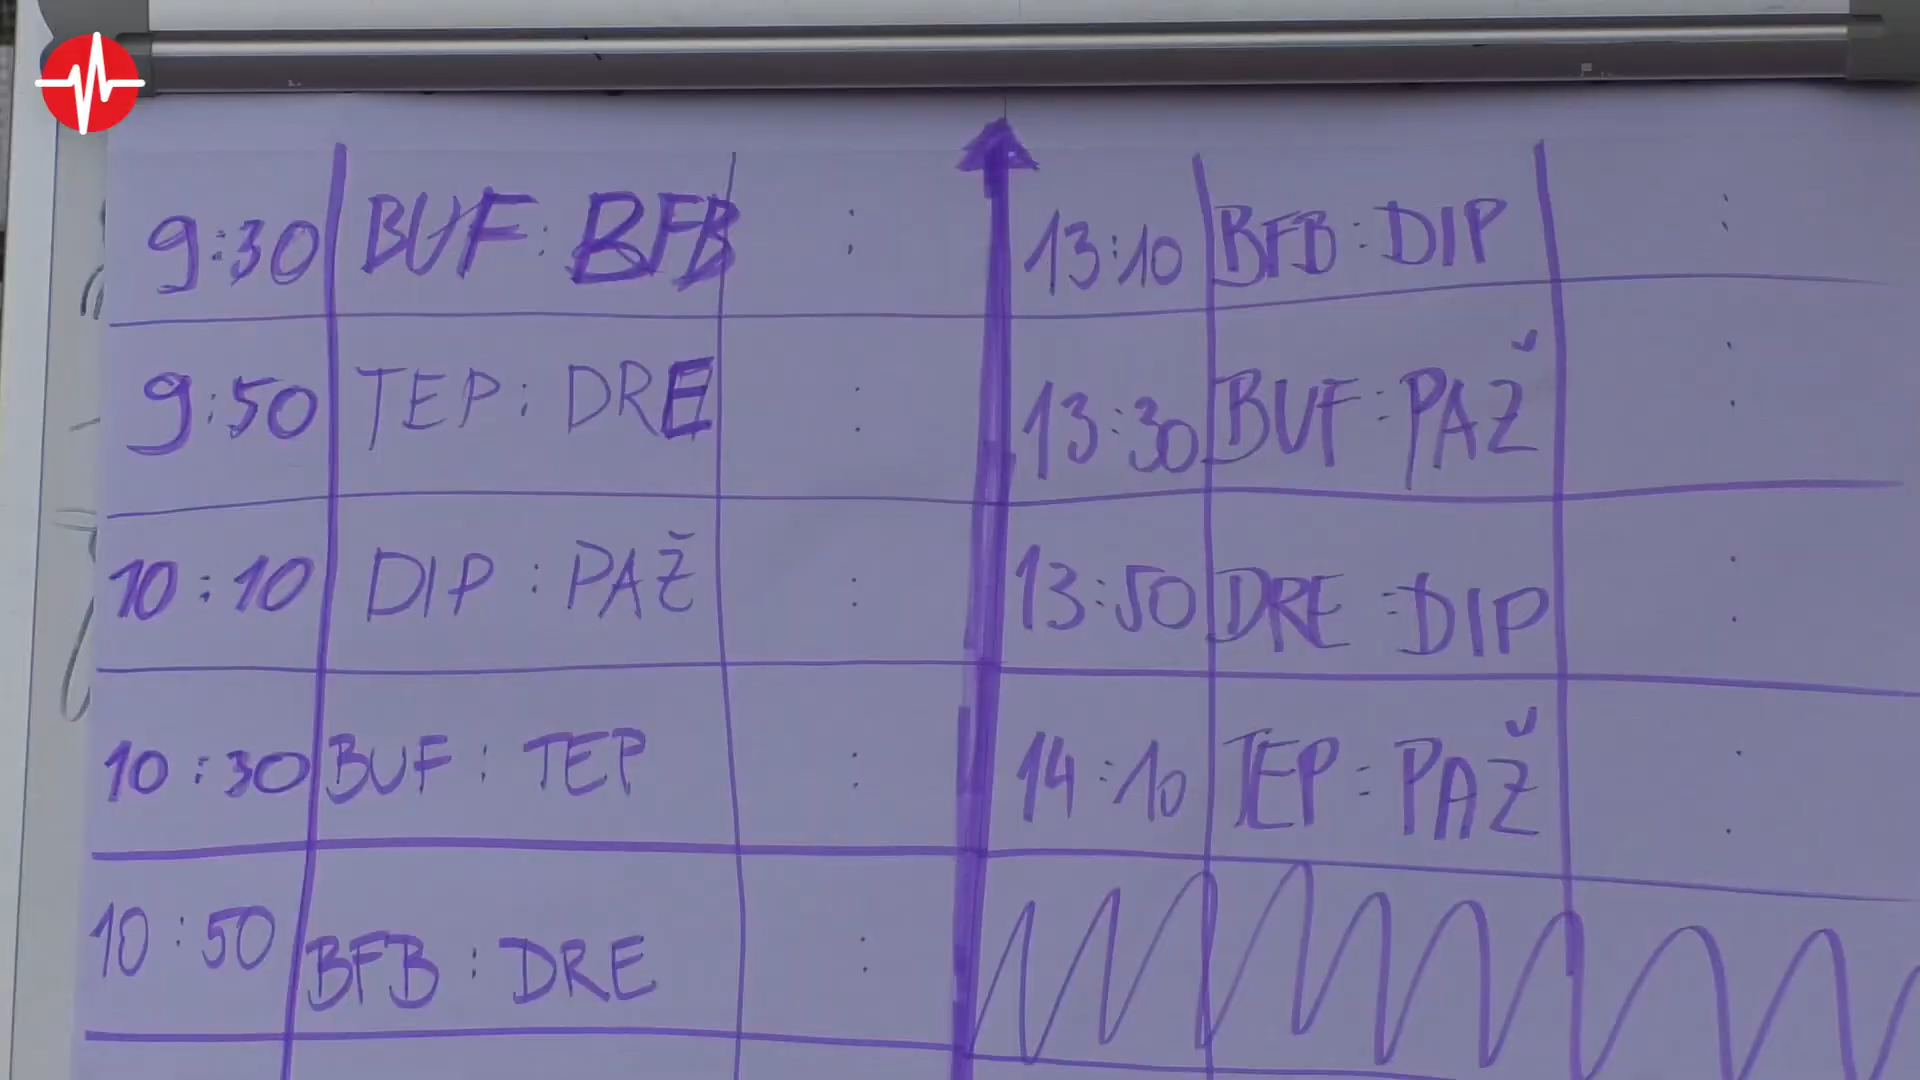 9:30 BUF : BFB :
9:50 TEP : DRE :
10:10 DIP : PAŽ :
10:30 BUF : TEP :
10:50 BFB : DRE :
13:10 BFB : DIP :
13:30 BUF : PAŽ :
13:50 DRE : DIP :
14:10 TEP : PAŽ :